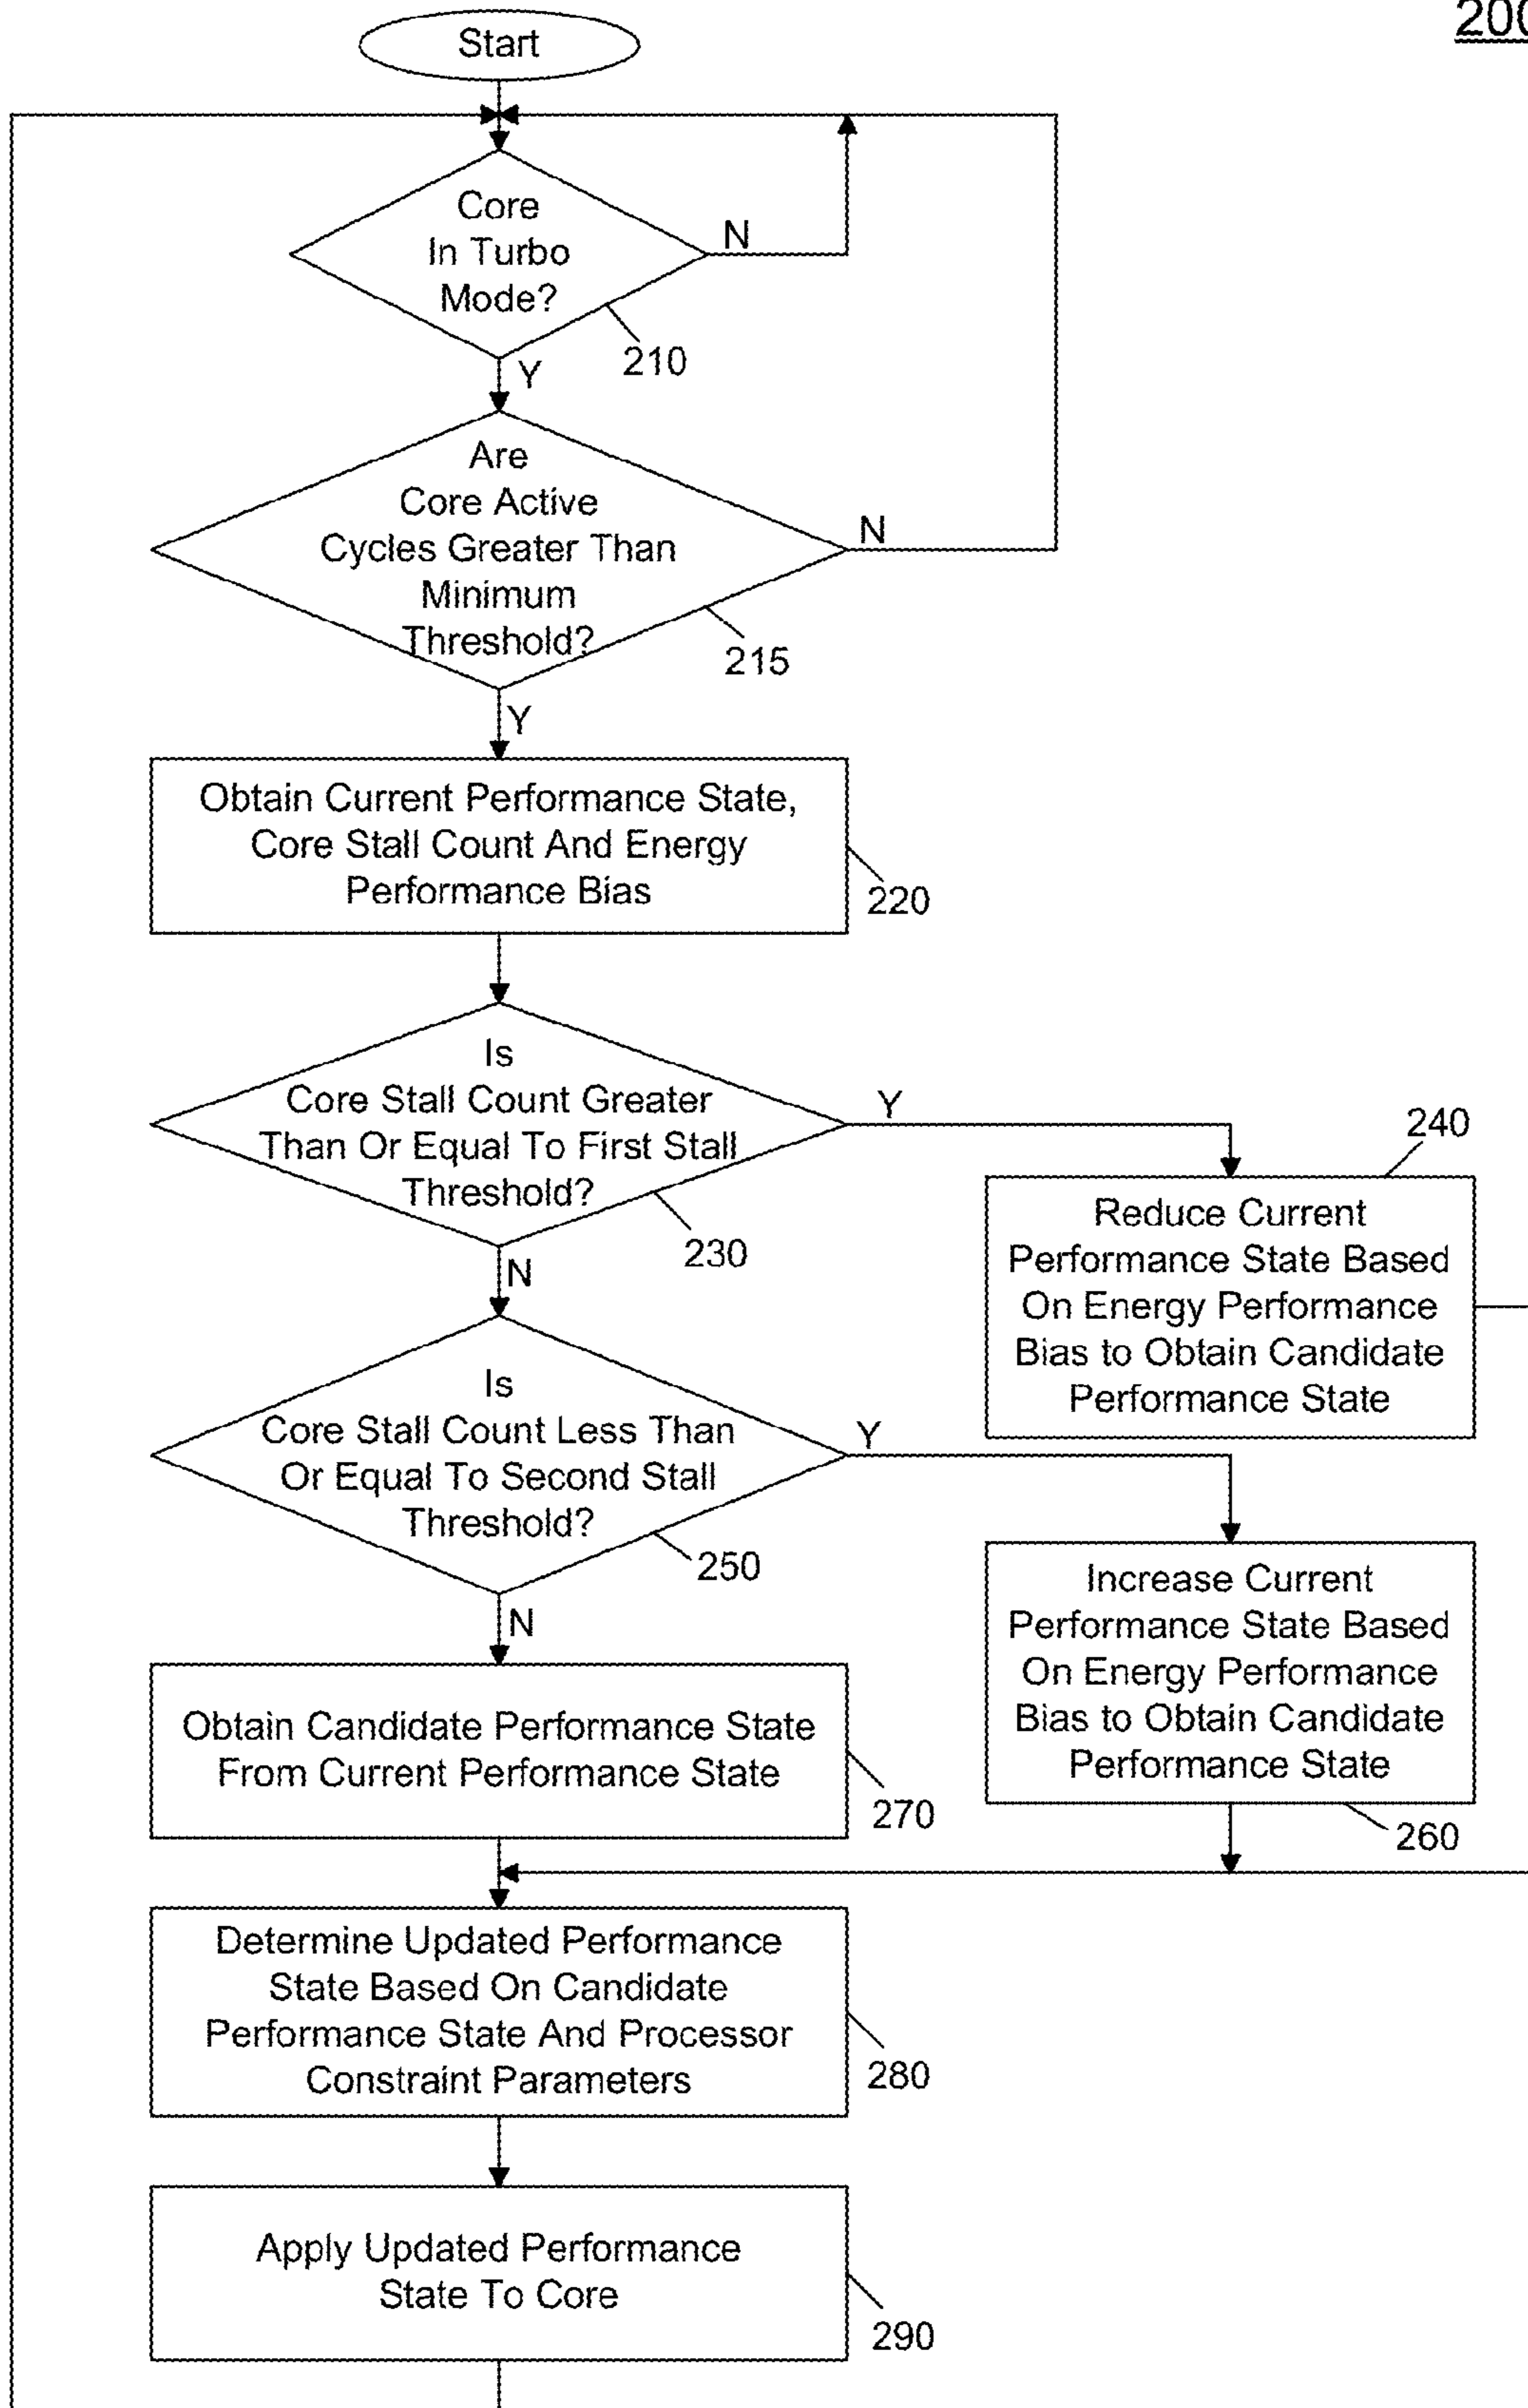 200
Start
Core
In Turbo
Mode?
N
210
Y
Are
Core Active
Cycles Greater Than
Minimum
Threshold?
N
215
Y
Obtain Current Performance State,
Core Stall Count And Energy
Performance Bias
220
Is
Core Stall Count Greater
Than Or Equal To First Stall
Threshold?
Y
230
N
240
Reduce Current
Performance State Based
On Energy Performance
Bias to Obtain Candidate
Performance State
Is
Core Stall Count Less Than
Or Equal To Second Stall
Threshold?
Y
250
N
Increase Current
Performance State Based
On Energy Performance
Bias to Obtain Candidate
Performance State
260
Obtain Candidate Performance State
From Current Performance State
270
Determine Updated Performance
State Based On Candidate
Performance State And Processor
Constraint Parameters
280
Apply Updated Performance
State To Core
290